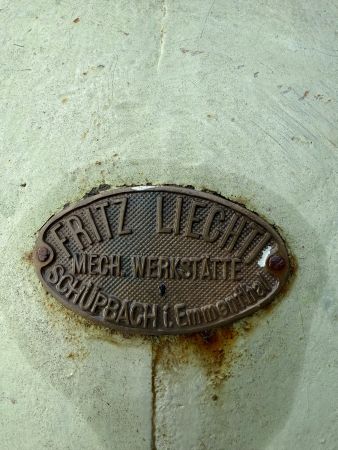 FRITZ LIECHTI
MECH. WERKSTÄTTE
SCHÜPBACH i. Emmenthal